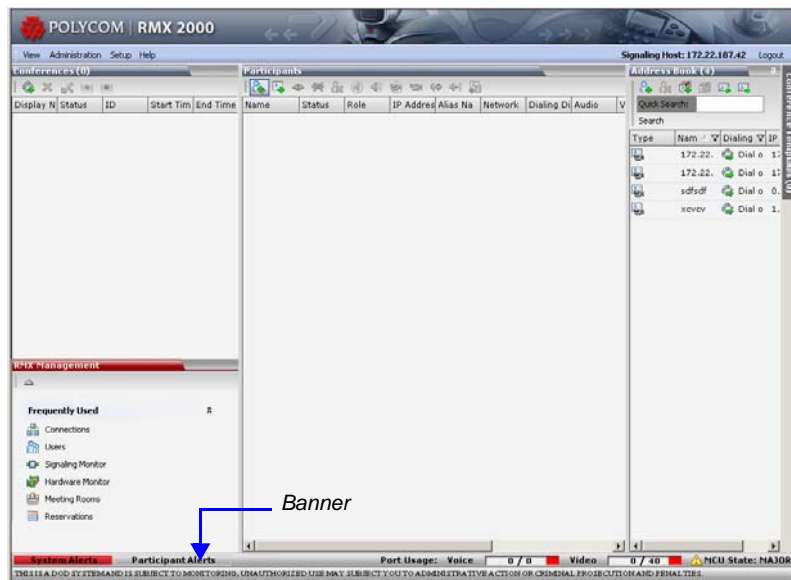 POLYCOM | RMX 2000
View Administration Setup Help
Signaling Host: 172.22.187.42 Logout
Conferences (0)
Participants
Address Book (4)
Conference Templates (0)
Quick Search:
Search
Display N Status ID Start Tim End Time
Name Status Role IP Addres Alias Na Network Dialing Di Audio V
Type Nam Dialing IP
172.22. Dial o 17
172.22. Dial o 17
sdfsdf Dial o 0.
xcvcv Dial o 1.
RMX Management
Frequently Used
Connections
Users
Signaling Monitor
Hardware Monitor
Meeting Rooms
Reservations
Banner
System Alerts Participant Alerts Port Usage: Voice 0 / 0 Video 0 / 40 MCU State: MAJOR
THIS IS A DOD SYSTEM AND IS SUBJECT TO MONITORING, UNAUTHORIZED USE MAY SUBJECT YOU TO ADMINISTRATIVE ACTION OR CRIMINAL PROSECUTION AND PENALTIES.